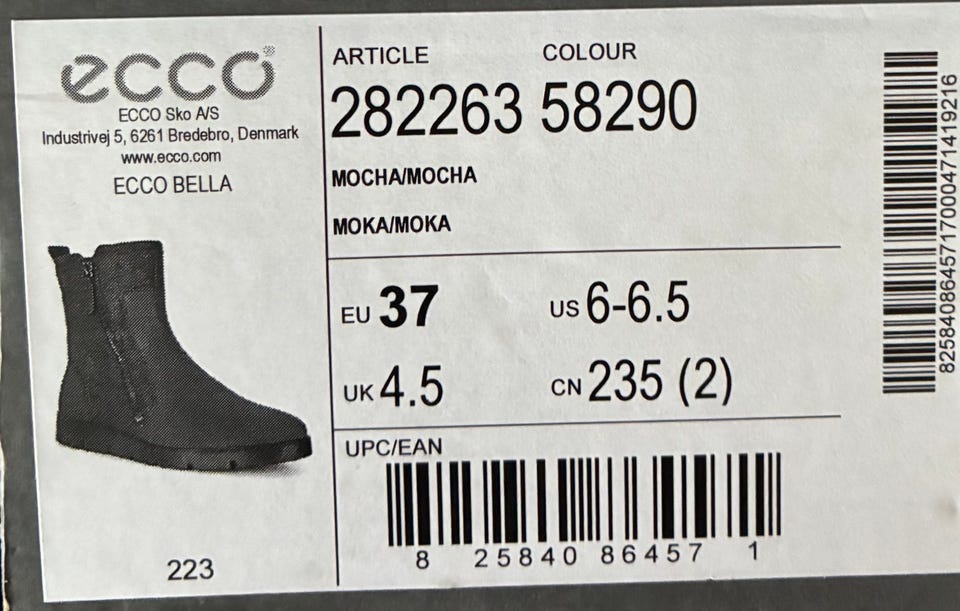 ecco®
ECCO Sko A/S
Industrivej 5, 6261 Bredebro, Denmark
www.ecco.com
ECCO BELLA
223
ARTICLE COLOUR
282263 58290
MOCHA/MOCHA
MOKA/MOKA
EU 37 US 6-6.5
UK 4.5 CN 235 (2)
UPC/EAN
8 25840 86457 1
825840864571700047141​9216